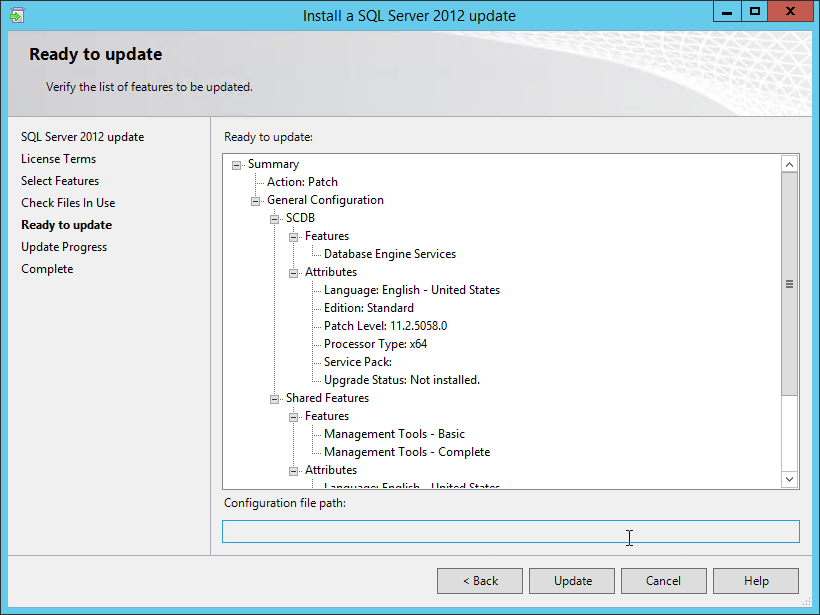 Install a SQL Server 2012 update
Ready to update
Verify the list of features to be updated.
SQL Server 2012 update
License Terms
Select Features
Check Files In Use
Ready to update
Update Progress
Complete
Ready to update:
Summary
Action: Patch
General Configuration
SCDB
Features
Database Engine Services
Attributes
Language: English - United States
Edition: Standard
Patch Level: 11.2.5058.0
Processor Type: x64
Service Pack:
Upgrade Status: Not installed.
Shared Features
Features
Management Tools - Basic
Management Tools - Complete
Attributes
Language: English - United States
Configuration file path:
< Back
Update
Cancel
Help